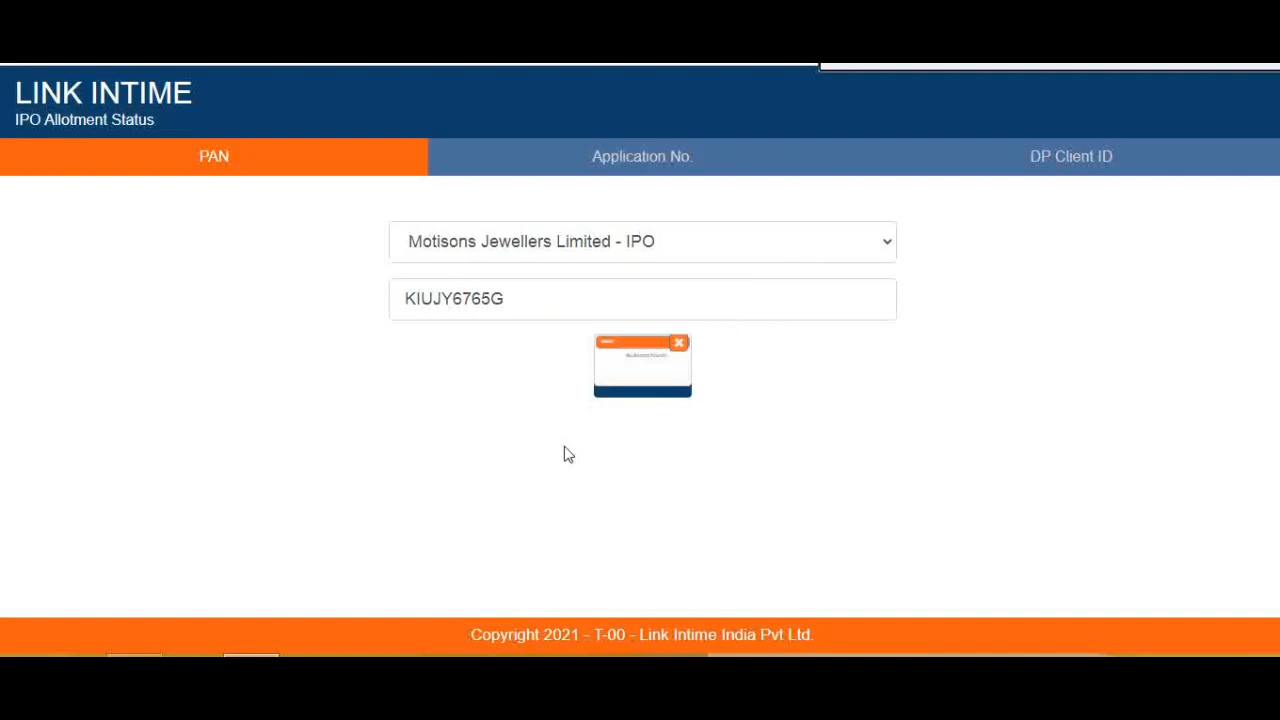 LINK INTIME
IPO Allotment Status
PAN
Application No.
DP Client ID
Motisons Jewellers Limited - IPO
KIUJY6765G
Copyright 2021 - T-00 - Link Intime India Pvt Ltd.